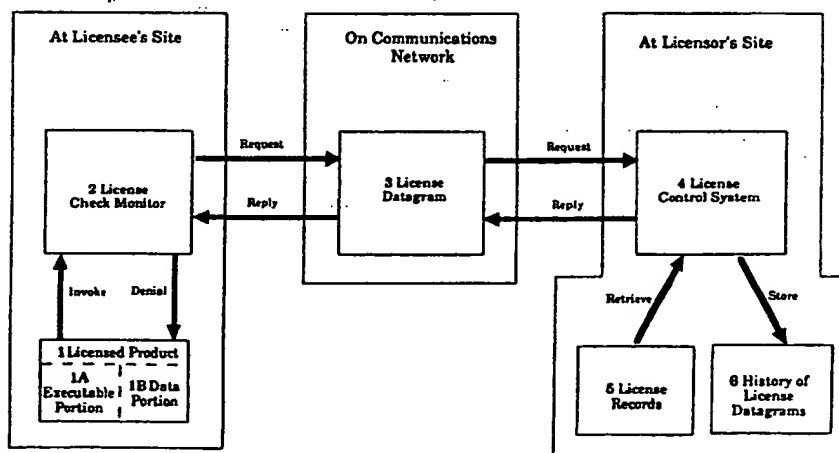 At Licensee's Site
On Communications
Network
At Licensor's Site
Request
Request
2 License
Check Monitor
3 License
Datagram
4 License
Control System
Reply
Reply
Invoke
Denial
Retrieve
Store
1 Licensed Product
1A
Executable
Portion
1B Data
Portion
5 License
Records
6 History of
License
Datagrams